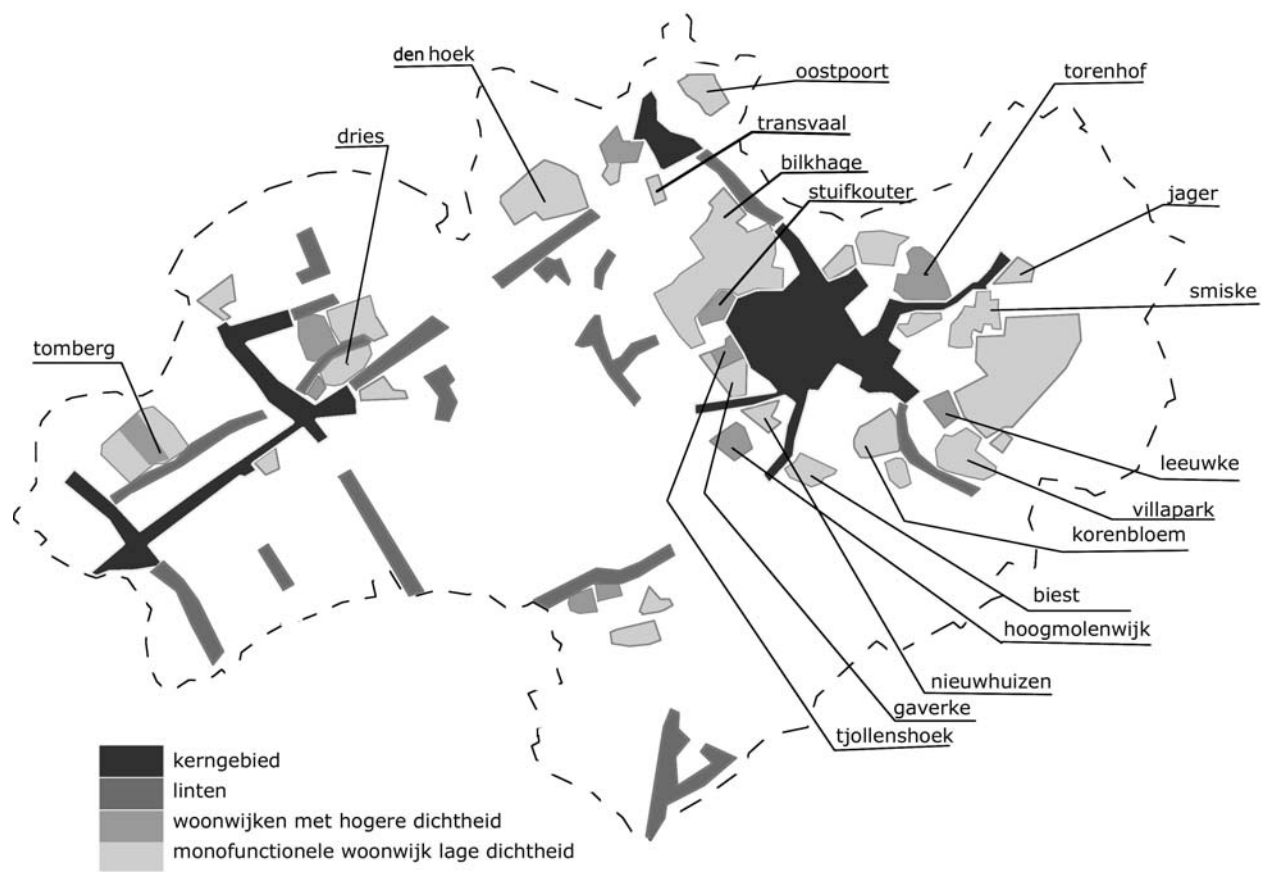 den hoek
oostpoort
torenhof
transvaal
dries
bilkhage
stuifkouter
jager
smiske
tomberg
leeuwke
villapark
korenbloem
biest
hoogmolenwijk
nieuwhuizen
gaverke
tjollenshoek
kerngebied
linten
woonwijken met hogere dichtheid
monofunctionele woonwijk lage dichtheid